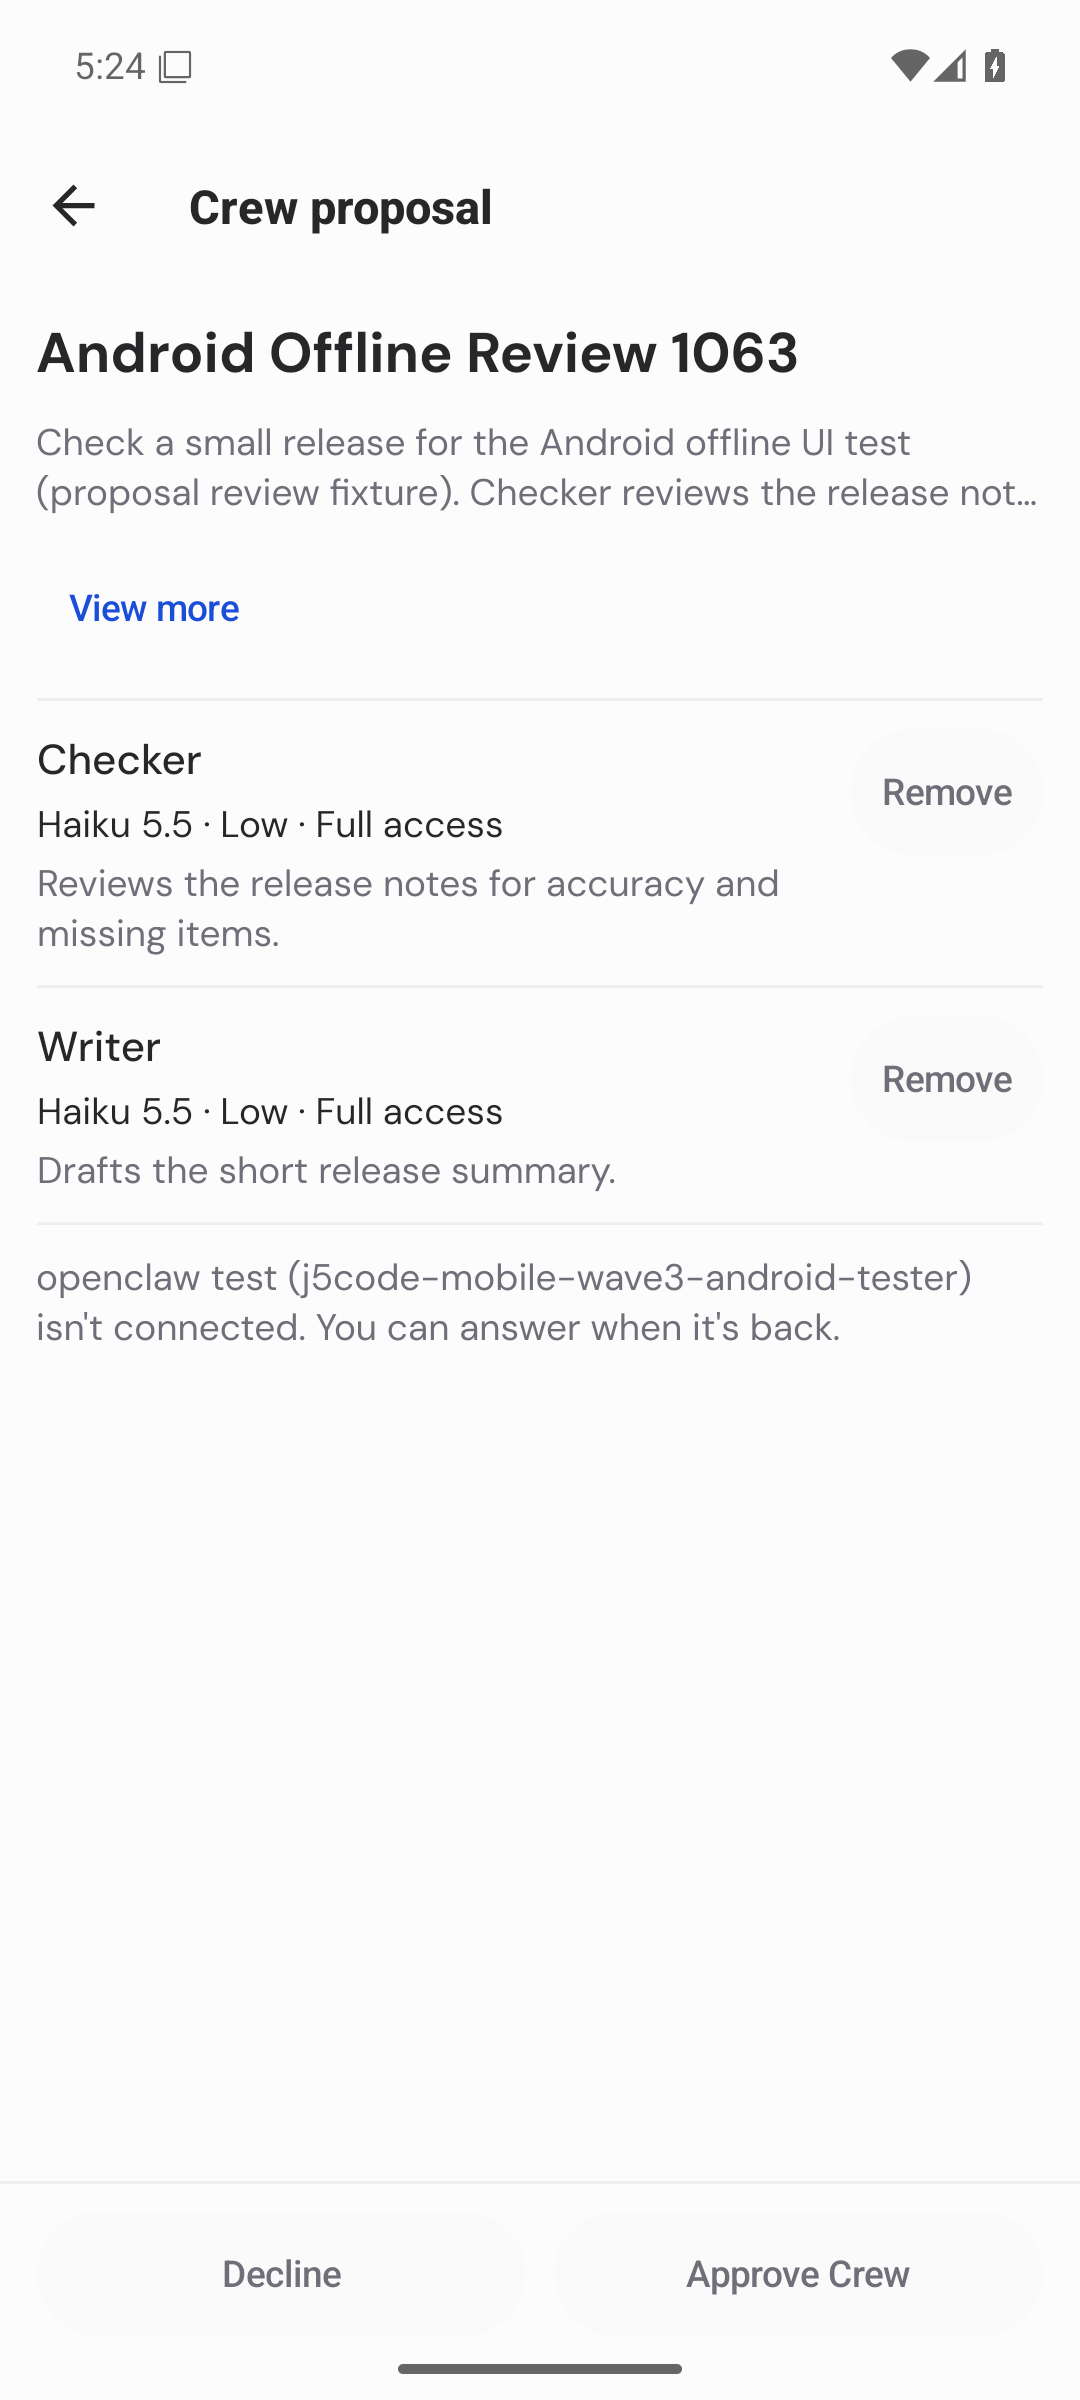 5:24
Crew proposal
Android Offline Review 1063
Check a small release for the Android offline UI test
(proposal review fixture). Checker reviews the release not...
View more
Checker
Remove
Haiku 5.5 · Low · Full access
Reviews the release notes for accuracy and
missing items.
Writer
Remove
Haiku 5.5 · Low · Full access
Drafts the short release summary.
openclaw test (j5code-mobile-wave3-android-tester)
isn't connected. You can answer when it's back.
Decline
Approve Crew